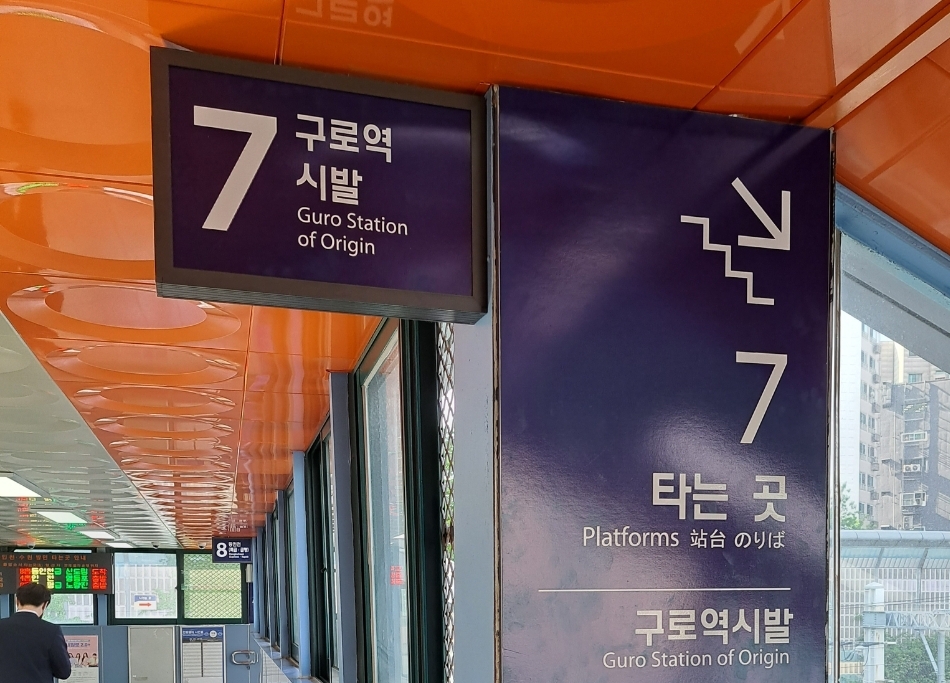 7
구로역
시발
Guro Station
of Origin
7
타는 곳
Platforms 站台 のりば
구로역시발
Guro Station of Origin
8